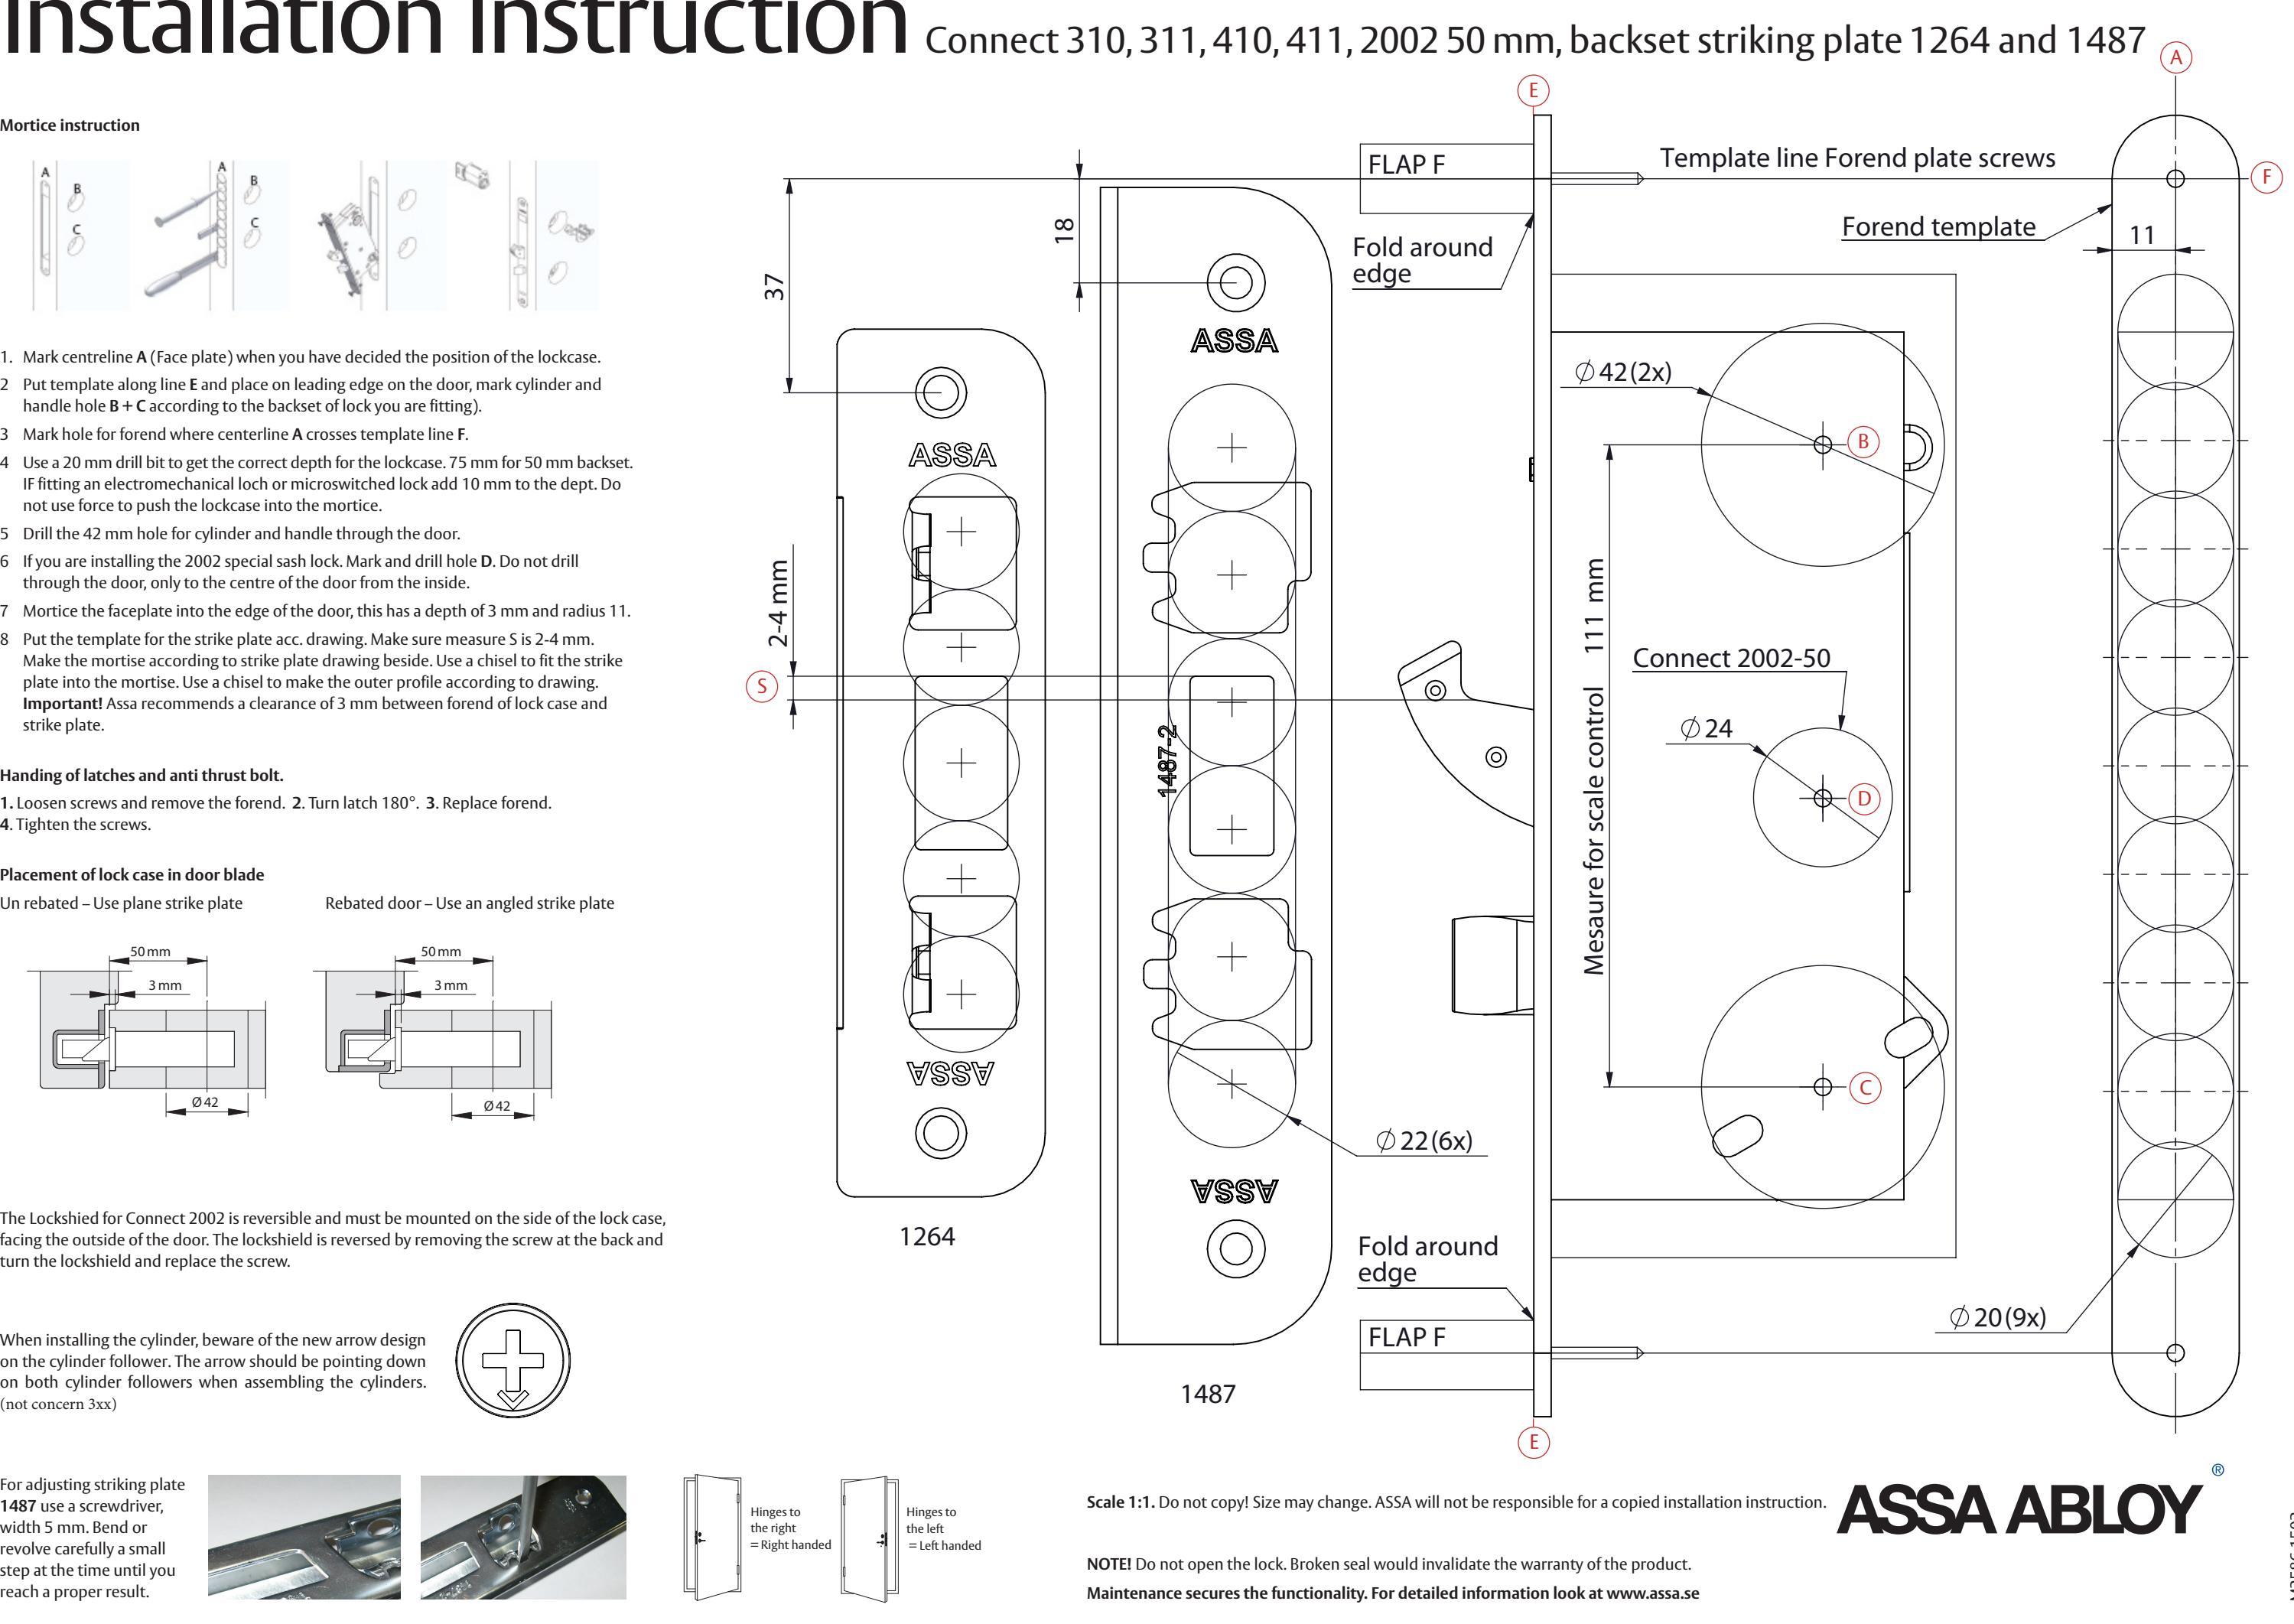 Installation Instruction Connect 310, 311, 410, 411, 2002 50 mm, backset striking plate 1264 and 1487
Mortice instruction
A
B
C
A
B
C
1. Mark centreline A (Face plate) when you have decided the position of the lockcase.
2 Put template along line E and place on leading edge on the door, mark cylinder and
handle hole B + C according to the backset of lock you are fitting).
3 Mark hole for forend where centerline A crosses template line F.
4 Use a 20 mm drill bit to get the correct depth for the lockcase. 75 mm for 50 mm backset.
IF fitting an electromechanical loch or microswitched lock add 10 mm to the dept. Do
not use force to push the lockcase into the mortice.
5 Drill the 42 mm hole for cylinder and handle through the door.
6 If you are installing the 2002 special sash lock. Mark and drill hole D. Do not drill
through the door, only to the centre of the door from the inside.
7 Mortice the faceplate into the edge of the door, this has a depth of 3 mm and radius 11.
8 Put the template for the strike plate acc. drawing. Make sure measure S is 2-4 mm.
Make the mortise according to strike plate drawing beside. Use a chisel to fit the strike
plate into the mortise. Use a chisel to make the outer profile according to drawing.
Important! Assa recommends a clearance of 3 mm between forend of lock case and
strike plate.
Handing of latches and anti thrust bolt.
1. Loosen screws and remove the forend. 2. Turn latch 180°. 3. Replace forend.
4. Tighten the screws.
Placement of lock case in door blade
Un rebated – Use plane strike plate
Rebated door – Use an angled strike plate
50 mm
3 mm
Ø 42
50 mm
3 mm
Ø 42
The Lockshied for Connect 2002 is reversible and must be mounted on the side of the lock case,
facing the outside of the door. The lockshield is reversed by removing the screw at the back and
turn the lockshield and replace the screw.
When installing the cylinder, beware of the new arrow design
on the cylinder follower. The arrow should be pointing down
on both cylinder followers when assembling the cylinders.
(not concern 3xx)
For adjusting striking plate
1487 use a screwdriver,
width 5 mm. Bend or
revolve carefully a small
step at the time until you
reach a proper result.
Hinges to
the right
= Right handed
Hinges to
the left
= Left handed
37
18
2-4 mm
S
ASSA
ASSA
1264
ASSA
1487-2
ASSA
1487
Ø 22 (6x)
E
FLAP F
Fold around
edge
Template line Forend plate screws
A
F
Forend template
11
Ø 42 (2x)
B
Mesaure for scale control 111 mm
Connect 2002-50
Ø 24
D
C
Fold around
edge
FLAP F
E
Ø 20 (9x)
Scale 1:1. Do not copy! Size may change. ASSA will not be responsible for a copied installation instruction.
NOTE! Do not open the lock. Broken seal would invalidate the warranty of the product.
Maintenance secures the functionality. For detailed information look at www.assa.se
ASSA ABLOY ®